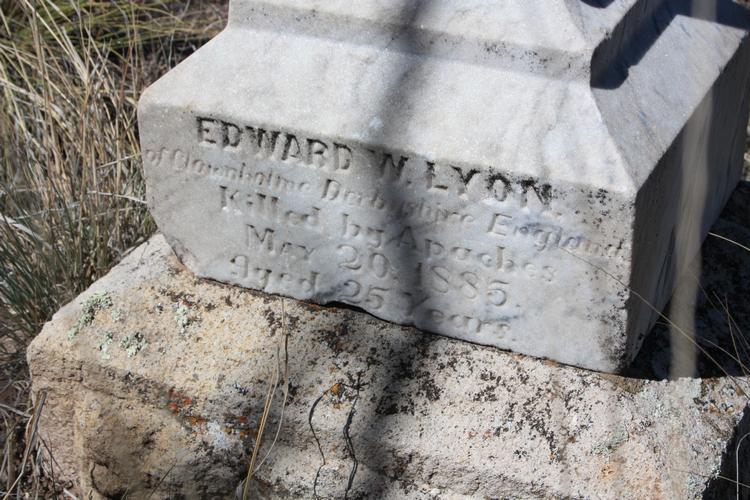 EDWARD W. LYON.
of Clownholme Derbyshire England
Killed by Apaches
MAY 20. 1885.
Aged 25 Years.